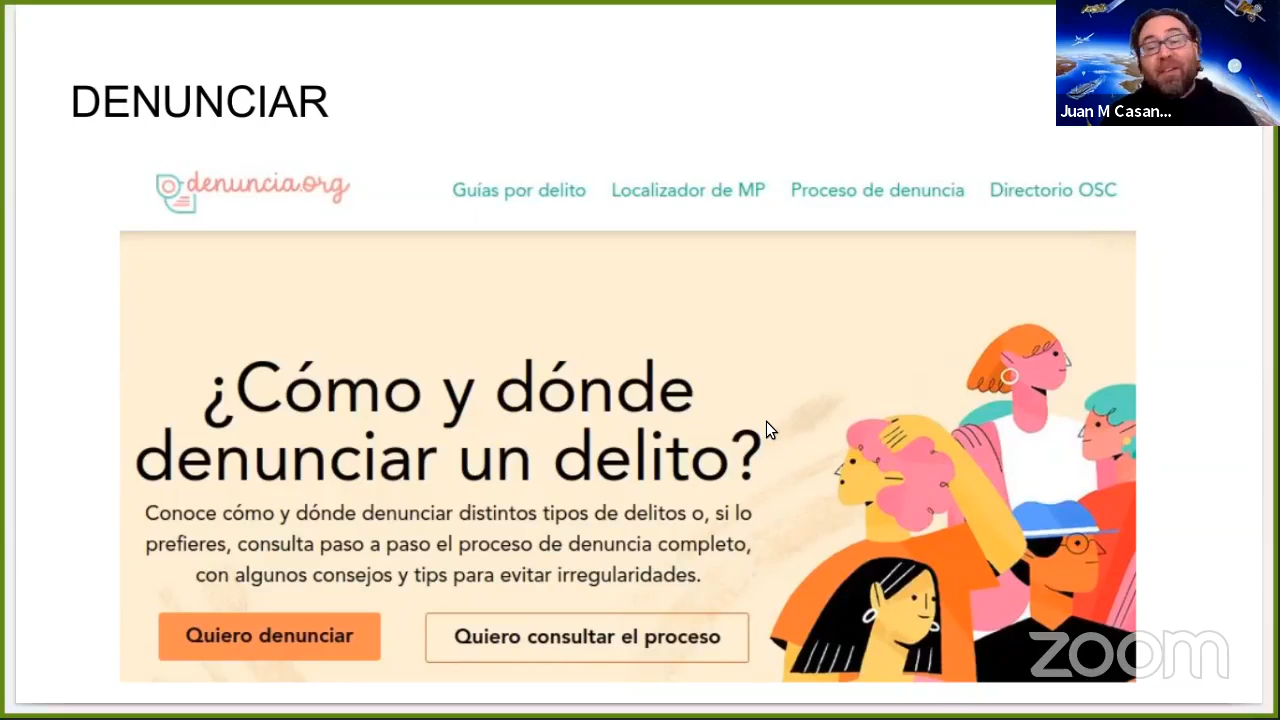 DENUNCIAR
Juan M Casan...
denuncia.org
Guías por delito Localizador de MP Proceso de denuncia Directorio OSC
¿Cómo y dónde
denunciar un delito?
Conoce cómo y dónde denunciar distintos tipos de delitos o, si lo
prefieres, consulta paso a paso el proceso de denuncia completo,
con algunos consejos y tips para evitar irregularidades.
Quiero denunciar Quiero consultar el proceso
zoom